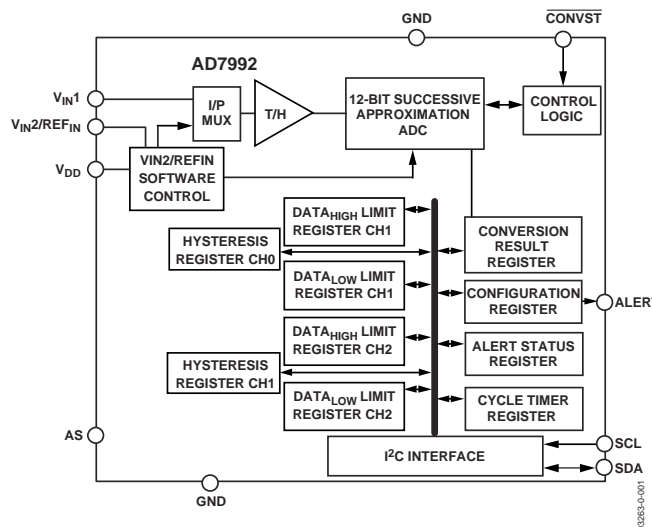 GND
CONVST
AD7992
VIN1
I/P
MUX
T/H
12-BIT SUCCESSIVE
APPROXIMATION
ADC
CONTROL
LOGIC
VIN2/REFIN
VDD
VIN2/REFIN
SOFTWARE
CONTROL
DATAHIGH LIMIT
REGISTER CH1
CONVERSION
RESULT
REGISTER
HYSTERESIS
REGISTER CH0
DATALOW LIMIT
REGISTER CH1
CONFIGURATION
REGISTER
ALERT
DATAHIGH LIMIT
REGISTER CH2
ALERT STATUS
REGISTER
HYSTERESIS
REGISTER CH1
DATALOW LIMIT
REGISTER CH2
CYCLE TIMER
REGISTER
AS
I2C INTERFACE
SCL
SDA
GND
03263-0-001